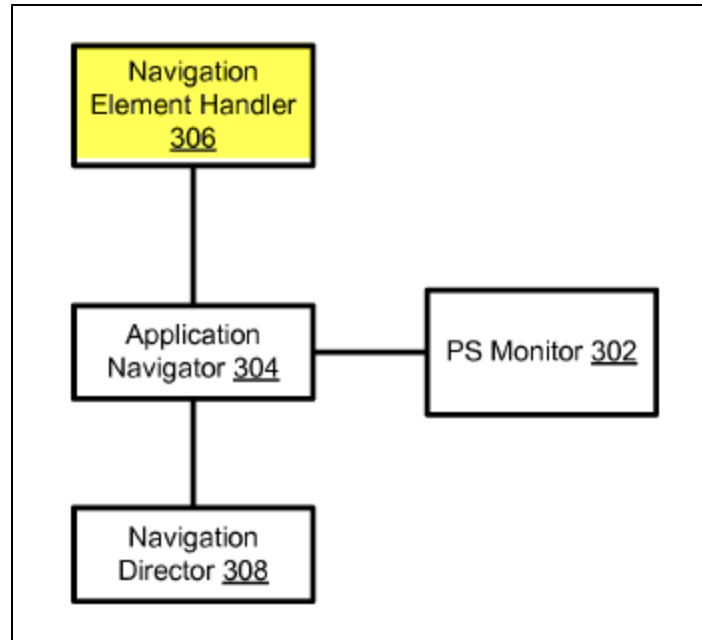 Navigation
Element Handler
306
Application
Navigator 304
PS Monitor 302
Navigation
Director 308